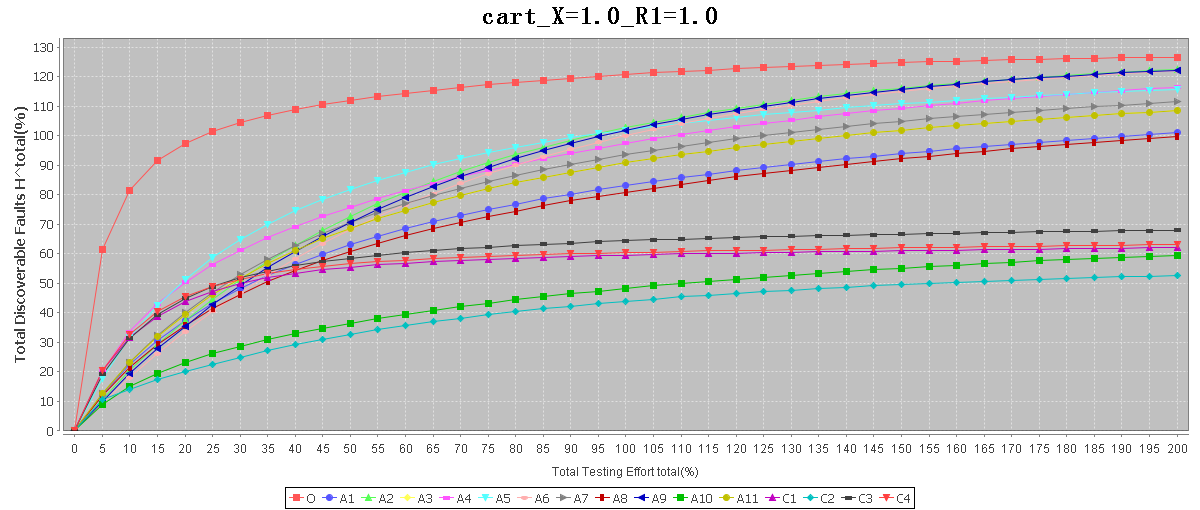 cart_X=1.0_R1=1.0
Total Discoverable Faults H^total(%)
130
120
110
100
90
80
70
60
50
40
30
20
10
0
0 5 10 15 20 25 30 35 40 45 50 55 60 65 70 75 80 85 90 95 100 105 110 115 120 125 130 135 140 145 150 155 160 165 170 175 180 185 190 195 200
Total Testing Effort total(%)
O A1 A2 A3 A4 A5 A6 A7 A8 A9 A10 A11 C1 C2 C3 C4